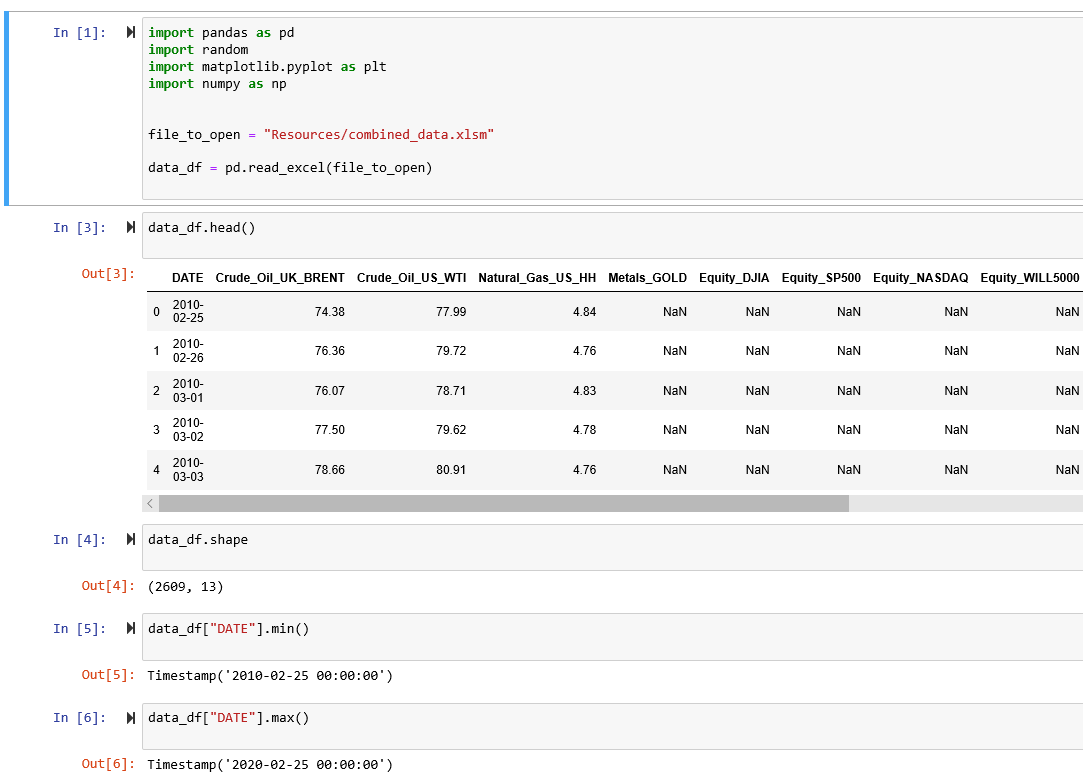 In [1]:
import pandas as pd
import random
import matplotlib.pyplot as plt
import numpy as np
file_to_open = "Resources/combined_data.xlsm"
data_df = pd.read_excel(file_to_open)
In [3]:
data_df.head()
Out[3]:
DATE Crude_Oil_UK_BRENT Crude_Oil_US_WTI Natural_Gas_US_HH Metals_GOLD Equity_DJIA Equity_SP500 Equity_NASDAQ Equity_WILL5000
0 2010-02-25 74.38 77.99 4.84 NaN NaN NaN NaN NaN
1 2010-02-26 76.36 79.72 4.76 NaN NaN NaN NaN NaN
2 2010-03-01 76.07 78.71 4.83 NaN NaN NaN NaN NaN
3 2010-03-02 77.50 79.62 4.78 NaN NaN NaN NaN NaN
4 2010-03-03 78.66 80.91 4.76 NaN NaN NaN NaN NaN
In [4]:
data_df.shape
Out[4]:
(2609, 13)
In [5]:
data_df["DATE"].min()
Out[5]:
Timestamp('2010-02-25 00:00:00')
In [6]:
data_df["DATE"].max()
Out[6]:
Timestamp('2020-02-25 00:00:00')